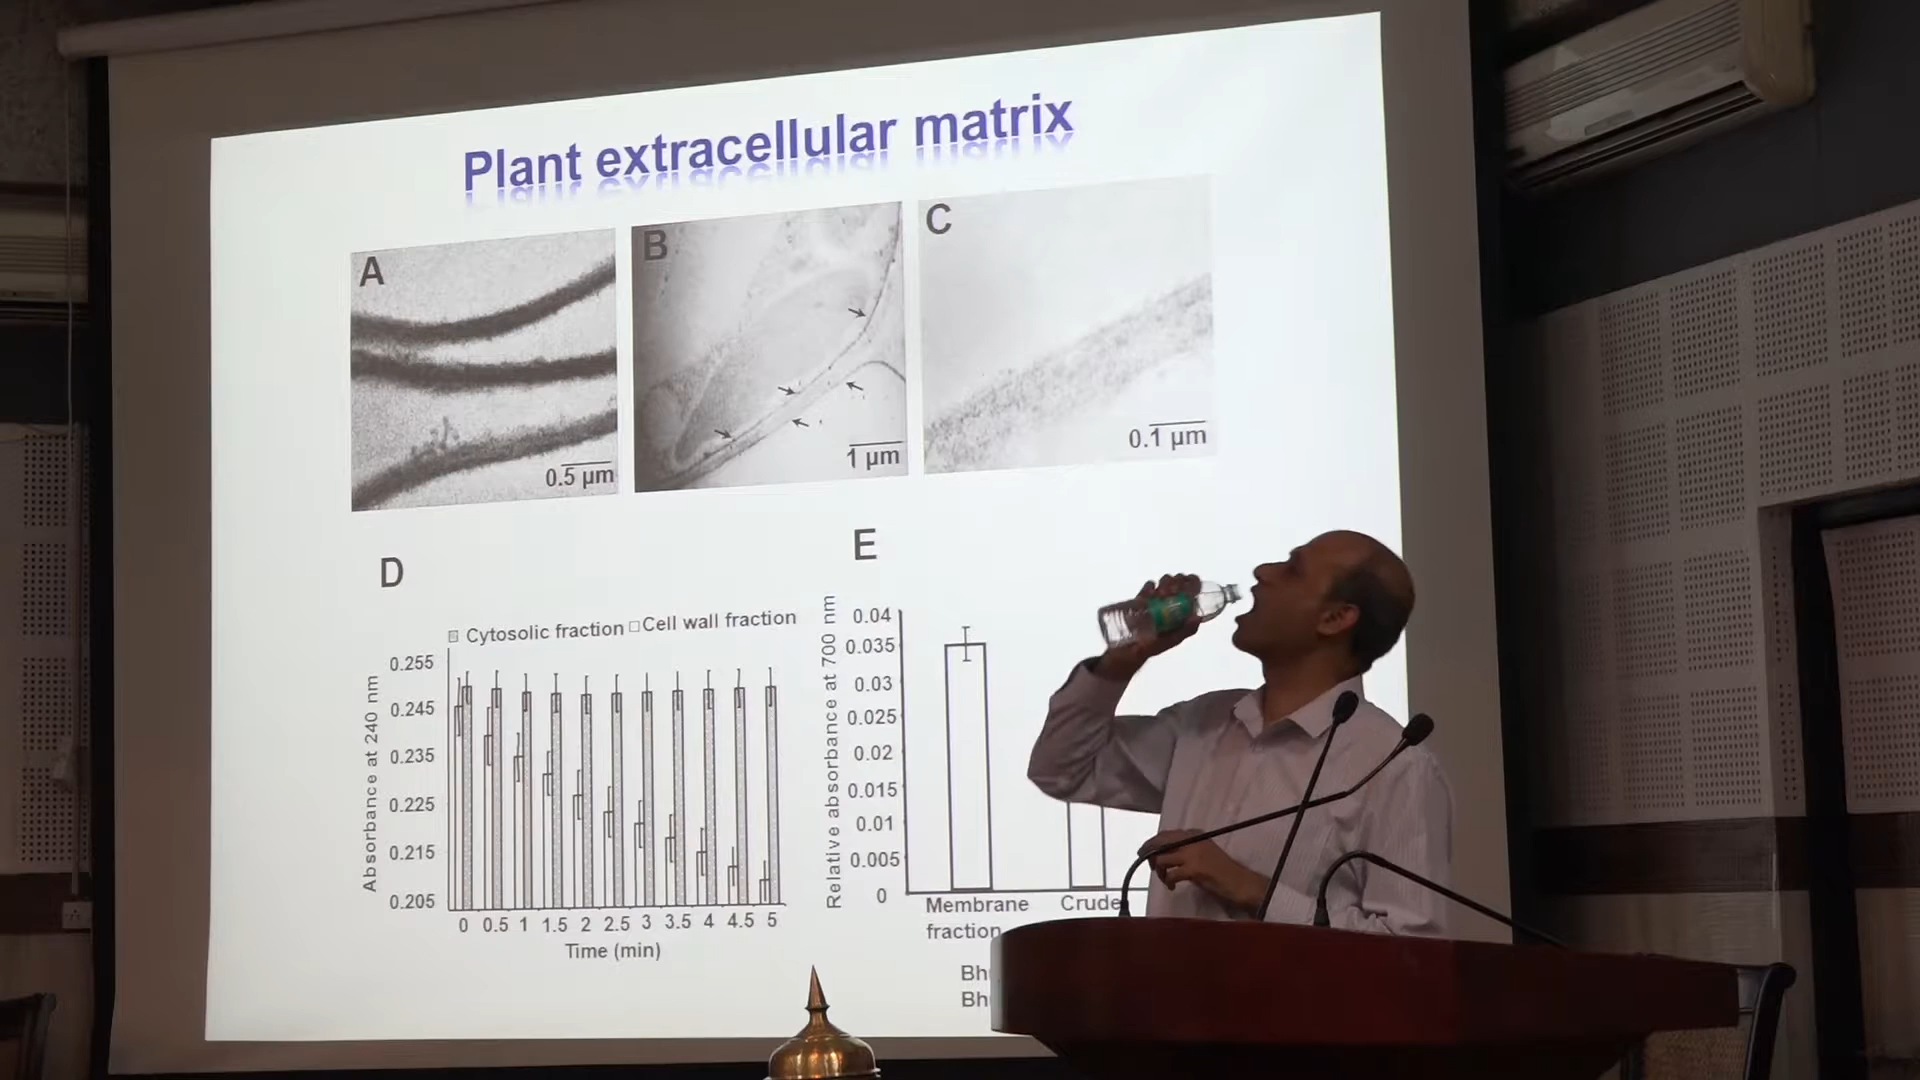 Plant extracellular matrix
A
B
C
0.5 µm
1 µm
0.1 µm
D
E
Cytosolic fraction Cell wall fraction
Absorbance at 240 nm
0.255
0.245
0.235
0.225
0.215
0.205
0 0.5 1 1.5 2 2.5 3 3.5 4 4.5 5
Time (min)
Relative absorbance at 700 nm
0.04
0.035
0.03
0.025
0.02
0.015
0.01
0.005
0
Membrane Crude
fraction